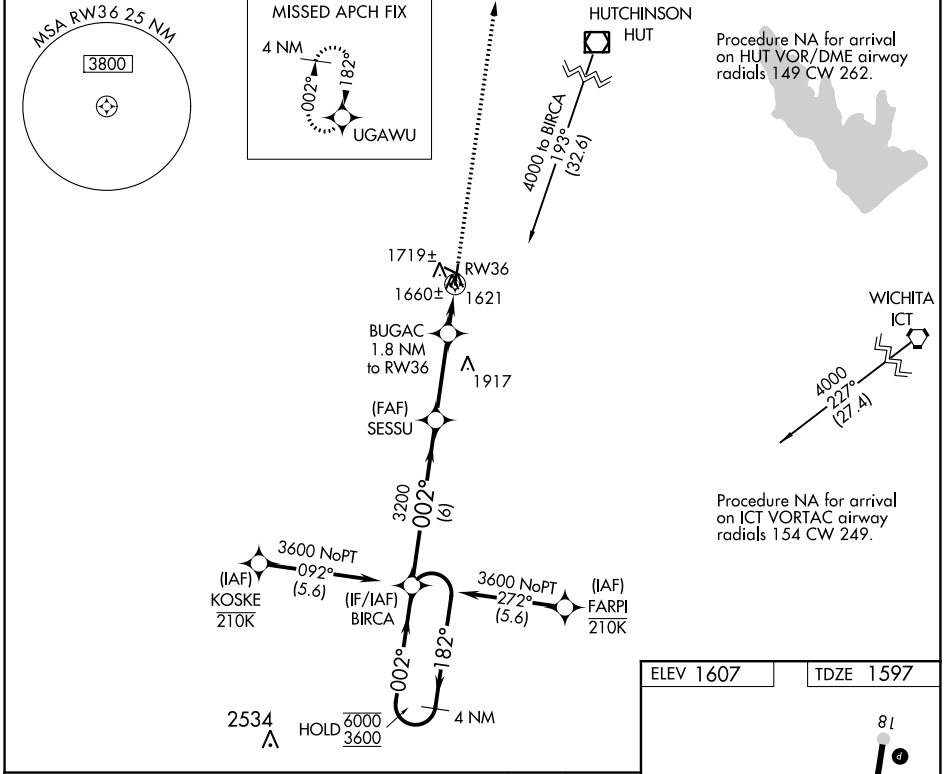 MSA RW36 25 NM
3800
MISSED APCH FIX
4 NM
002°
182°
UGAWU
HUTCHINSON
HUT
4000 to BIRCA
193°
(32.6)
Procedure NA for arrival
on HUT VOR/DME airway
radials 149 CW 262.
1719±
RW36
1660±
1621
BUGAC
1.8 NM
to RW36
1917
WICHITA
ICT
4000
227°
(27.4)
(FAF)
SESSU
3200
002°
(6)
Procedure NA for arrival
on ICT VORTAC airway
radials 154 CW 249.
3600 NoPT
092°
(5.6)
(IAF)
KOSKE
210K
(IF/IAF)
BIRCA
3600 NoPT
272°
(5.6)
(IAF)
FARPI
210K
002°
182°
4 NM
HOLD
6000
3600
2534
ELEV 1607
TDZE 1597
18
P